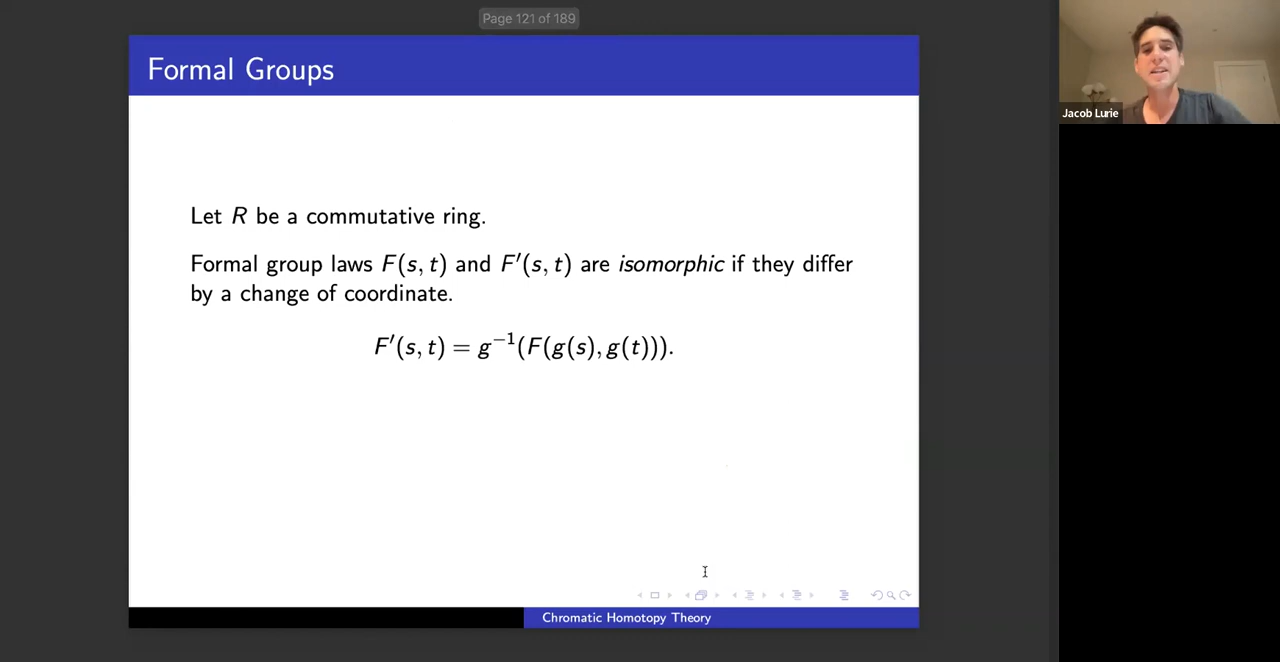 Page 121 of 189
Formal Groups
Jacob Lurie
Let R be a commutative ring.
Formal group laws F(s, t) and F′(s, t) are isomorphic if they differ
by a change of coordinate.
F′(s, t) = g⁻¹(F(g(s), g(t))).
Chromatic Homotopy Theory